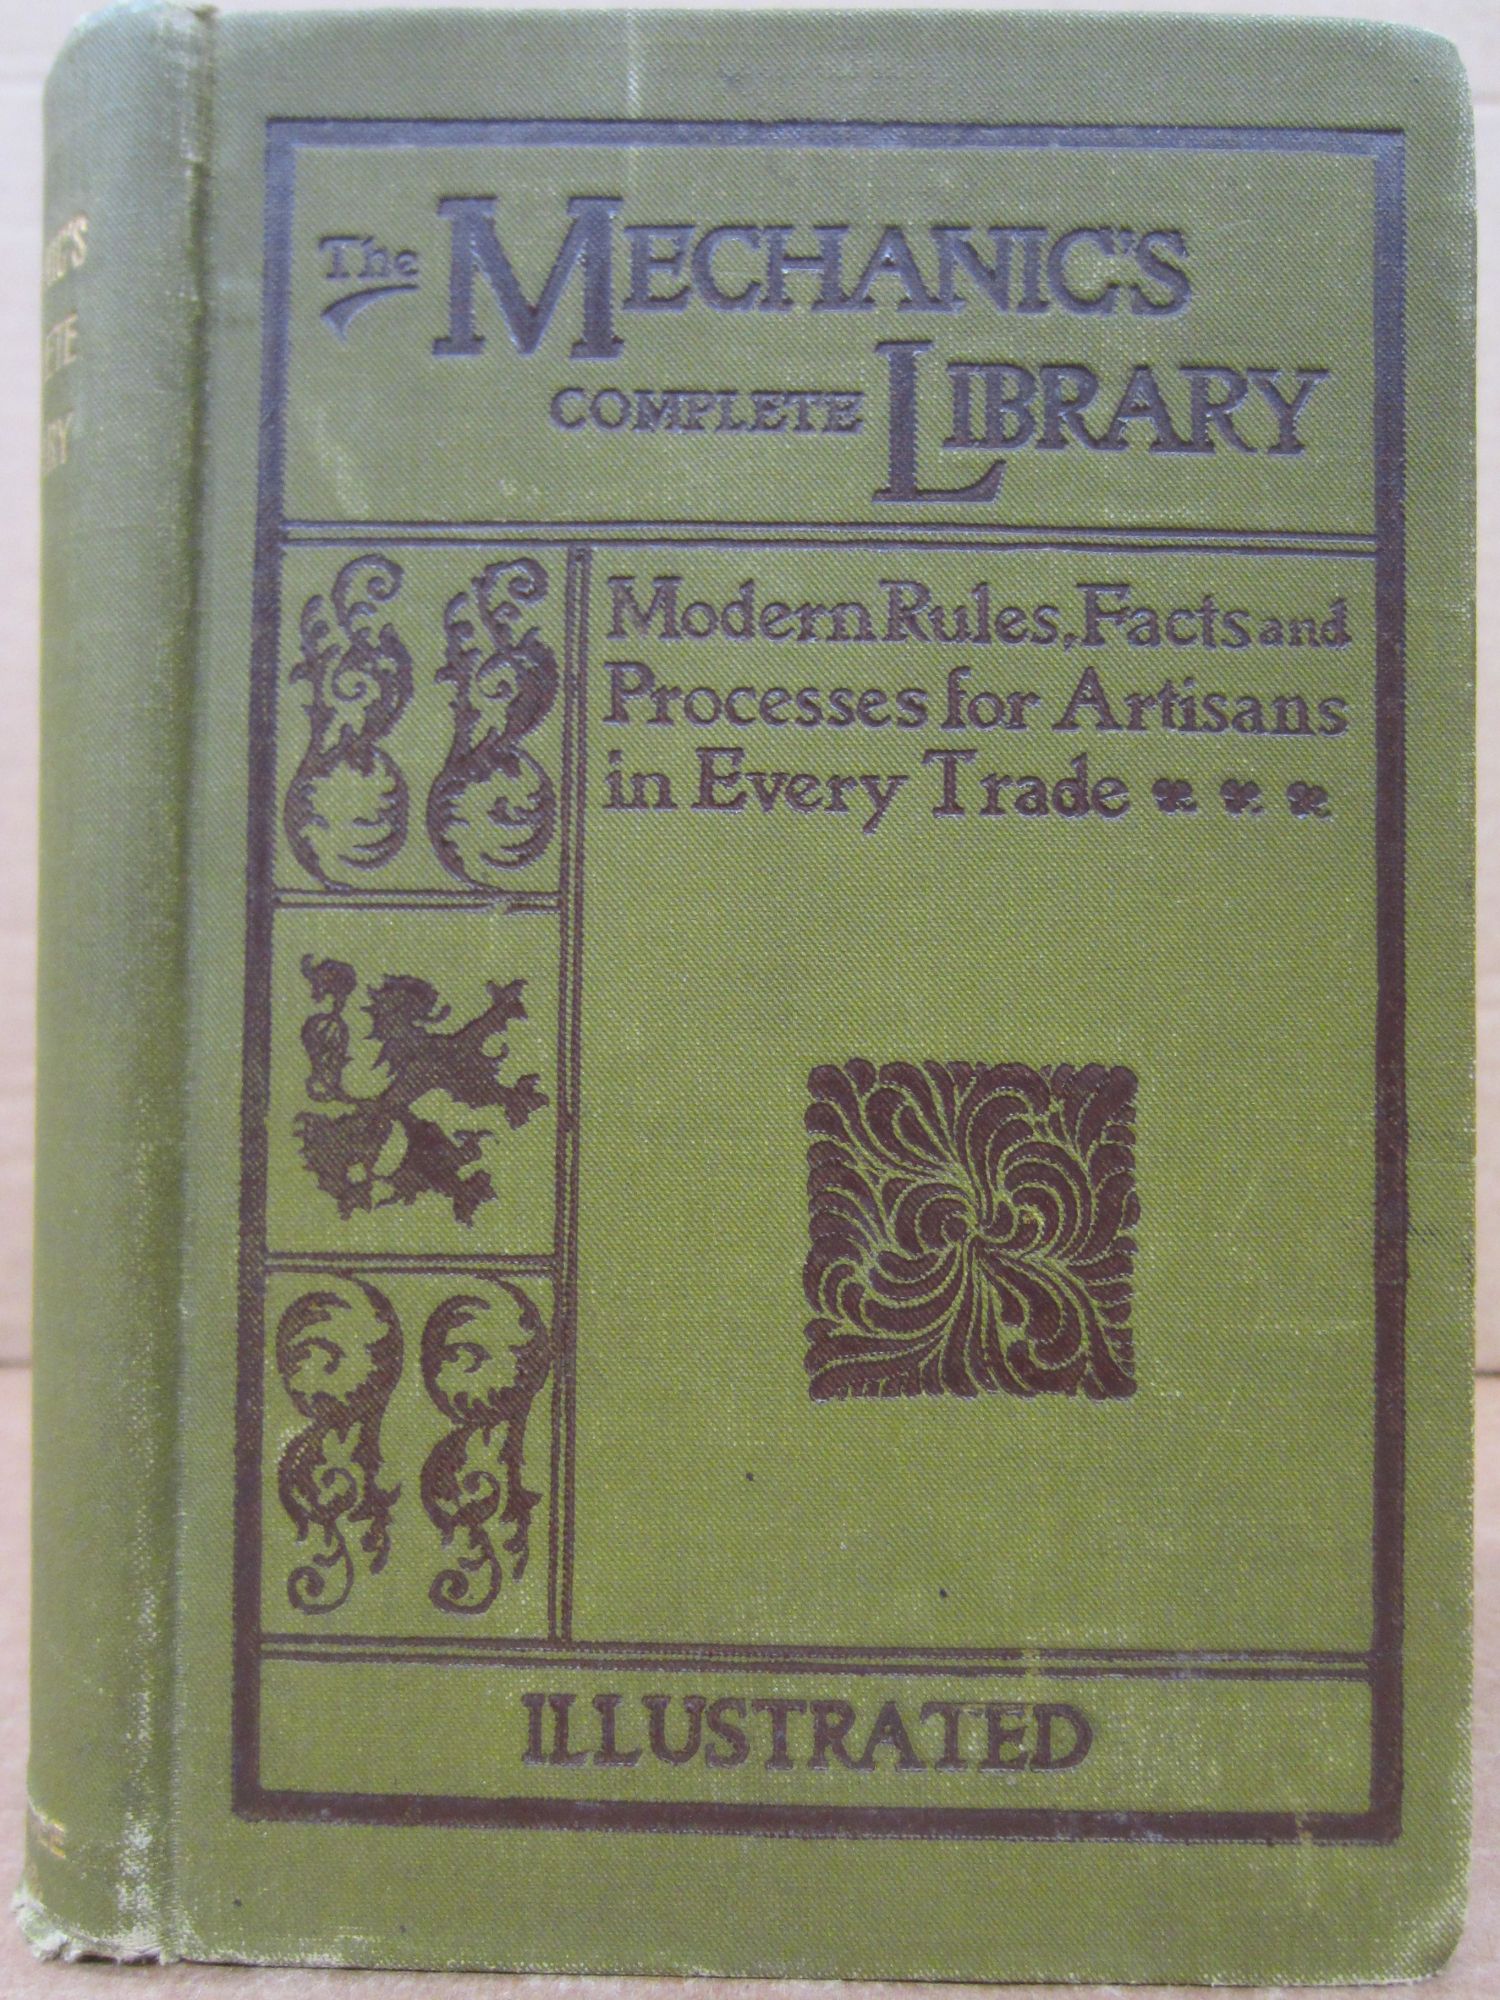 The MECHANIC'S
COMPLETE LIBRARY
Modern Rules, Facts and
Processes for Artisans
in Every Trade
ILLUSTRATED